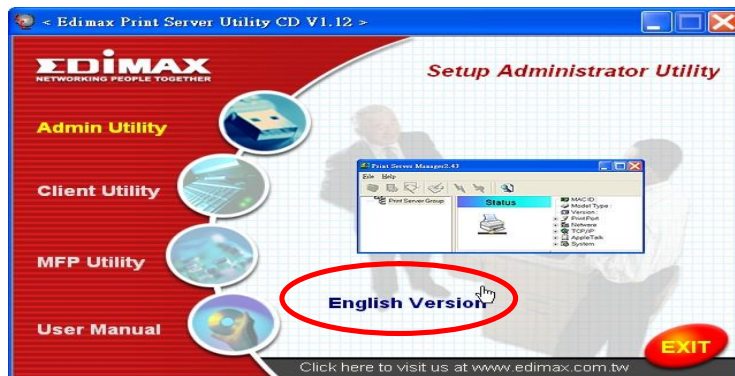 < Edimax Print Server Utility CD V1.12 >
EDIMAX
NETWORKING PEOPLE TOGETHER
Setup Administrator Utility
Admin Utility
Client Utility
MFP Utility
User Manual
Print Server Manager2.43
File Help
Print Server Group
Status
MAC ID :
Model Type :
Version :
Print Port
Netware
TCP/IP
AppleTalk
System
English Version
EXIT
Click here to visit us at www.edimax.com.tw